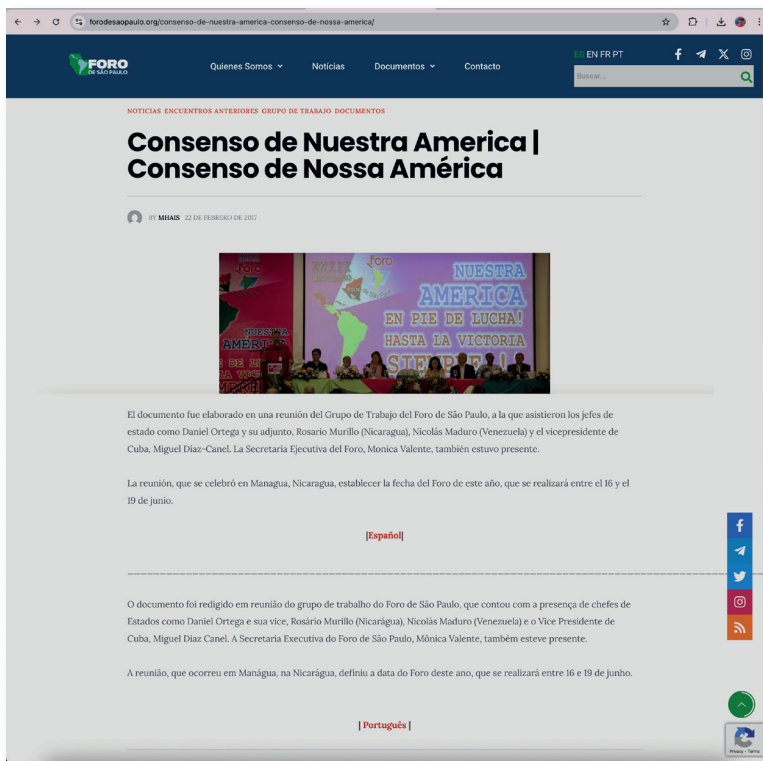 forodesaopaulo.org/consenso-de-nuestra-america-consenso-de-nossa-america/
FORO
DE SÃO PAULO
Quienes Somos
Notícias
Documentos
Contacto
ES EN FR PT
Buscar...
NOTICIAS ENCUENTROS ANTERIORES GRUPO DE TRABAJO DOCUMENTOS
Consenso de Nuestra America |
Consenso de Nossa América
BY MHAIS 22 DE FEBRERO DE 2017
Foro
XXIII
Foro
NUESTRA
AMERICA
EN PIE DE LUCHA!
HASTA LA VICTORIA
SIEMPRE!
NUESTRA
AMERICA
El documento fue elaborado en una reunión del Grupo de Trabajo del Foro de São Paulo, a la que asistieron los jefes de
estado como Daniel Ortega y su adjunto, Rosario Murillo (Nicaragua), Nicolás Maduro (Venezuela) y el vicepresidente de
Cuba, Miguel Díaz-Canel. La Secretaria Ejecutiva del Foro, Monica Valente, también estuvo presente.
La reunión, que se celebró en Managua, Nicaragua, establecer la fecha del Foro de este año, que se realizará entre el 16 y el
19 de junio.
|Español|
O documento foi redigido em reunião do grupo de trabalho do Foro de São Paulo, que contou com a presença de chefes de
Estados como Daniel Ortega e sua vice, Rosário Murillo (Nicarágua), Nicolás Maduro (Venezuela) e o Vice Presidente de
Cuba, Miguel Díaz Canel. A Secretaria Executiva do Foro de São Paulo, Mônica Valente, também esteve presente.
A reunião, que ocorreu em Manágua, na Nicarágua, definiu a data do Foro deste ano, que se realizará entre 16 e 19 de junho.
| Português |
Privacy - Terms